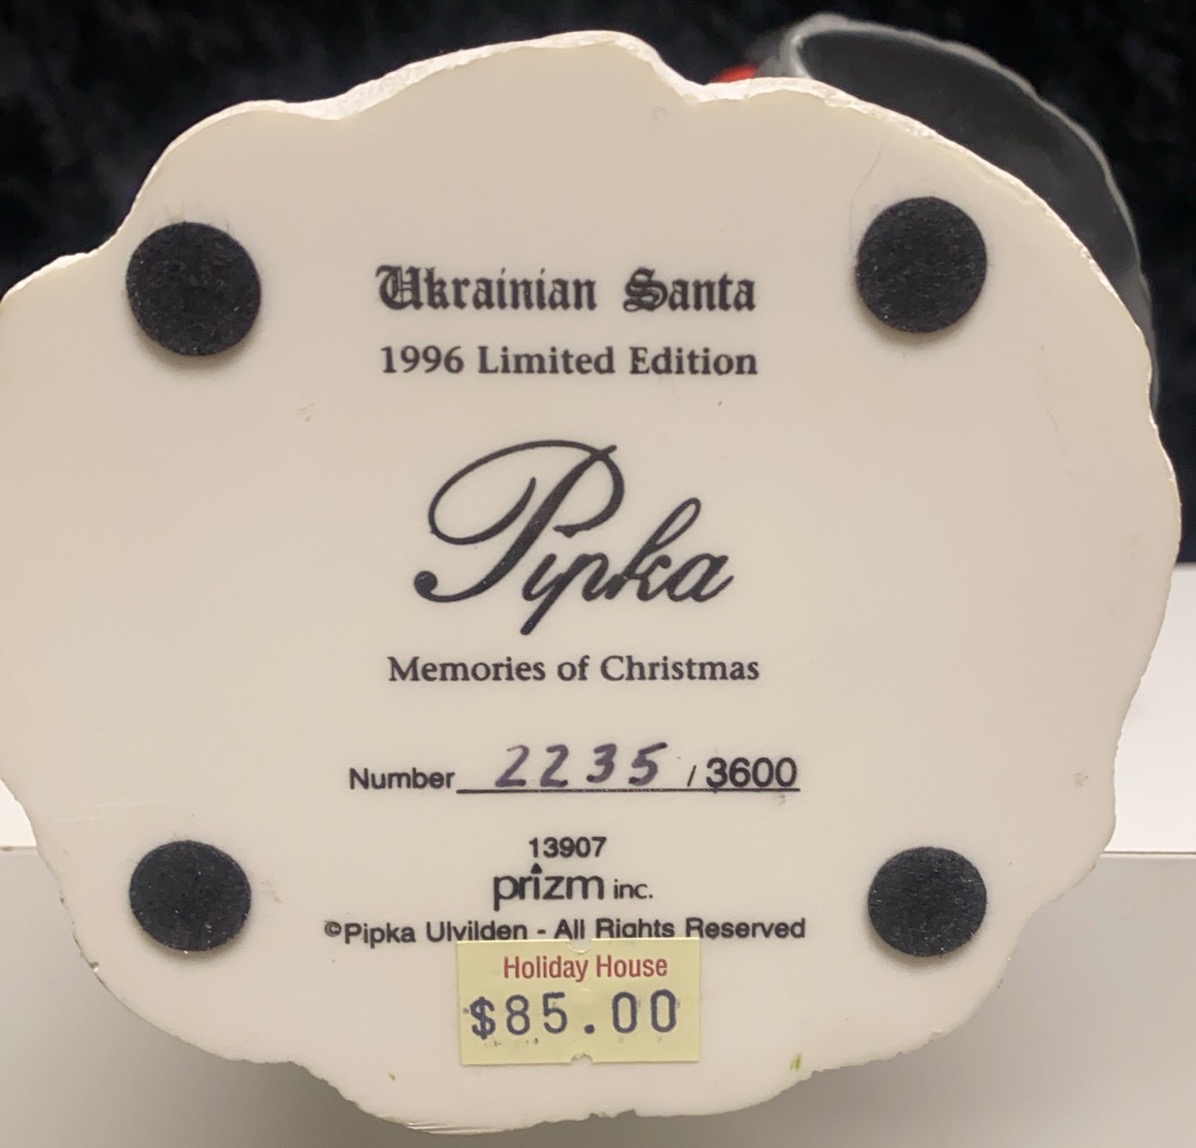 Ukrainian Santa
1996 Limited Edition
Pipka
Memories of Christmas
Number 2235 / 3600
13907
prizm inc.
©Pipka Ulvilden - All Rights Reserved
Holiday House
$85.00